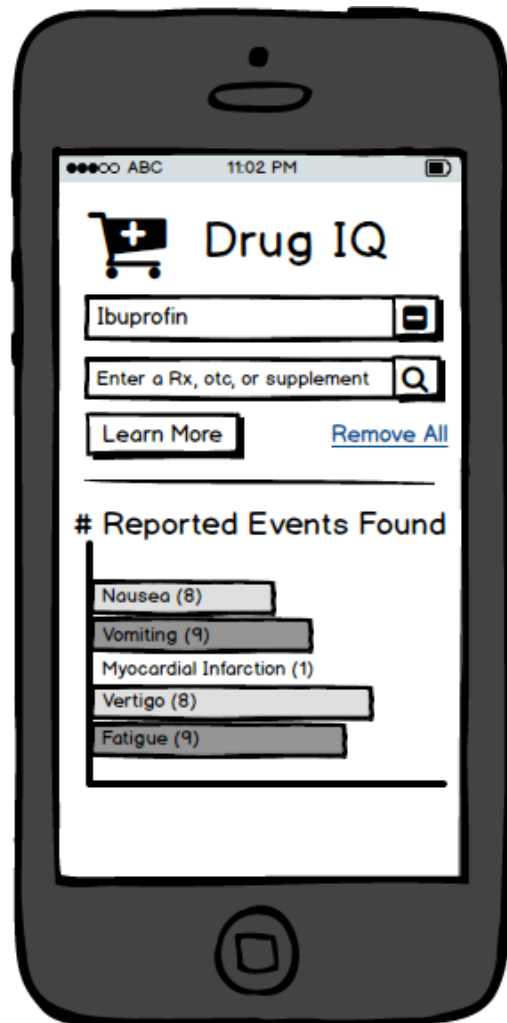 ABC 11:02 PM
Drug IQ
Ibuprofin
Enter a Rx, otc, or supplement
Learn More Remove All
# Reported Events Found
Nausea (8)
Vomiting (9)
Myocardial Infarction (1)
Vertigo (8)
Fatigue (9)